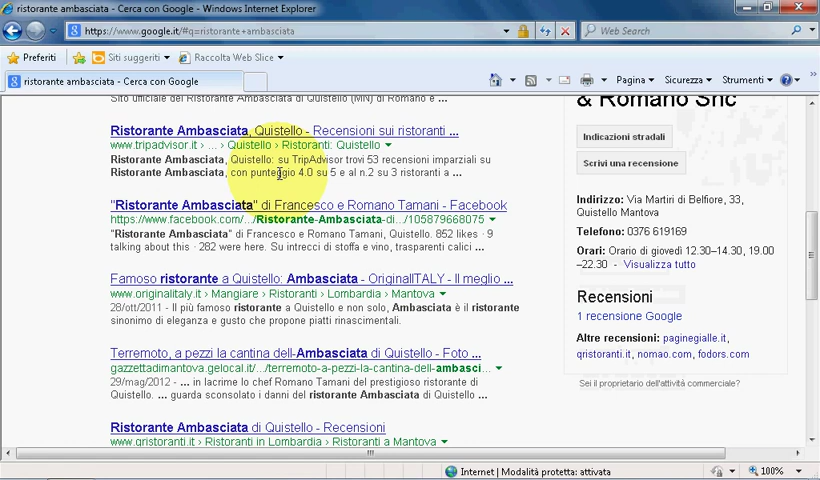 ristorante ambasciata - Cerca con Google - Windows Internet Explorer
https://www.google.it/#q=ristorante+ambasciata
Web Search
Preferiti
Siti suggeriti
Raccolta Web Slice
ristorante ambasciata - Cerca con Google
Pagina
Sicurezza
Strumenti
Sito ufficiale del Ristorante Ambasciata di Quistello (MN) di Romano e ...
Ristorante Ambasciata, Quistello - Recensioni sui ristoranti ...
www.tripadvisor.it › ... › Quistello › Ristoranti: Quistello
Ristorante Ambasciata, Quistello: su TripAdvisor trovi 53 recensioni imparziali su
Ristorante Ambasciata, con punteggio 4.0 su 5 e al n.2 su 3 ristoranti a ...
"Ristorante Ambasciata" di Francesco e Romano Tamani - Facebook
https://www.facebook.com/.../Ristorante-Ambasciata-di.../105879668075
"Ristorante Ambasciata" di Francesco e Romano Tamani, Quistello. 852 likes · 9
talking about this · 282 were here. Su intrecci di stoffa e vino, trasparenti calici ...
Famoso ristorante a Quistello: Ambasciata - OriginalITALY - Il meglio ...
www.originalitaly.it › Mangiare › Ristoranti › Lombardia › Mantova
28/ott/2011 - Il più famoso ristorante a Quistello e non solo, Ambasciata è il ristorante
sinonimo di eleganza e gusto che propone piatti rinascimentali.
Terremoto, a pezzi la cantina dell-Ambasciata di Quistello - Foto ...
gazzettadimantova.gelocal.it/.../terremoto-a-pezzi-la-cantina-dell-ambasci...
29/mag/2012 - ... in lacrime lo chef Romano Tamani del prestigioso ristorante di
Quistello. ... guarda sconsolato i danni del ristorante Ambasciata di Quistello ...
Ristorante Ambasciata di Quistello - Recensioni
www.qristoranti.it › Ristoranti in Lombardia › Ristoranti a Mantova
& Romano Snc
Indicazioni stradali
Scrivi una recensione
Indirizzo: Via Martiri di Belfiore, 33,
Quistello Mantova
Telefono: 0376 619169
Orari: Orario di giovedì 12.30–14.30, 19.00
–22.30 - Visualizza tutto
Recensioni
1 recensione Google
Altre recensioni: paginegialle.it,
qristoranti.it, nomao.com, fodors.com
Sei il proprietario dell'attività commerciale?
Internet | Modalità protetta: attivata
100%